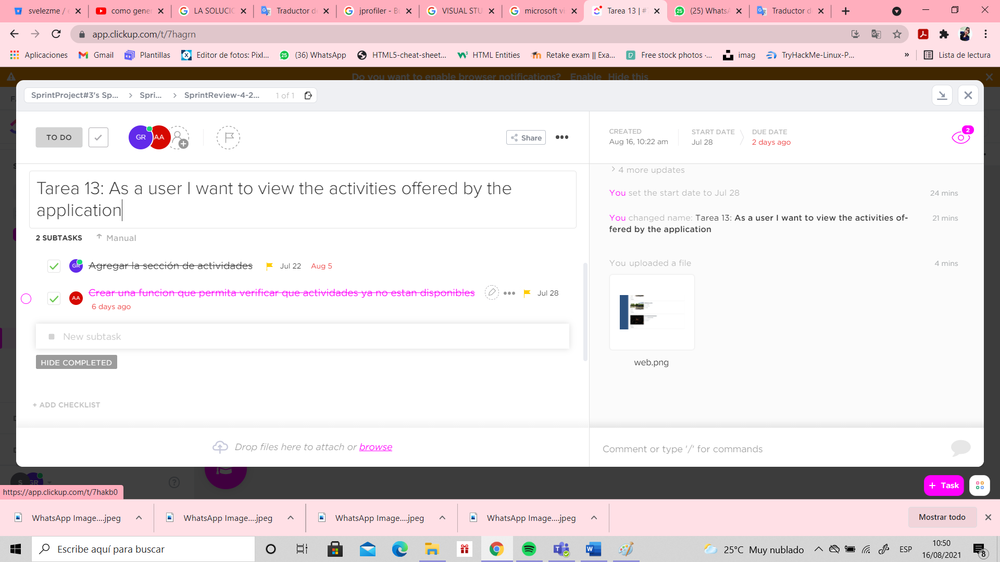 svelezme / e
como gener
LA SOLUCIO
Traductor de
jprofiler - Bu
VISUAL STU
microsoft vi
Tarea 13 | #
(25) WhatsA
Traductor d
app.clickup.com/t/7hagrn
Aplicaciones
Gmail
Plantillas
Editor de fotos: Pixl...
(36) WhatsApp
HTML5-cheat-sheet...
HTML Entities
Retake exam || Exa...
Free stock photos ·...
imag
TryHackMe-Linux-P...
»
Lista de lectura
Do you want to enable browser notifications? Enable Hide this
SprintProject#3's Sp... > Spri... > SprintReview-4-2... 1 of 1
TO DO
GR
AA
Share
CREATED
Aug 16, 10:22 am
START DATE
Jul 28
DUE DATE
2 days ago
2
Tarea 13: As a user I want to view the activities offered by the
application
2 SUBTASKS
Manual
GR Agregar la sección de actividades Jul 22 Aug 5
AA Crear una funcion que permita verificar que actividades ya no estan disponibles Jul 28
6 days ago
New subtask
HIDE COMPLETED
+ ADD CHECKLIST
Drop files here to attach or browse
> 4 more updates
You set the start date to Jul 28 24 mins
You changed name: Tarea 13: As a user I want to view the activities of- 21 mins
fered by the application
You uploaded a file 4 mins
web.png
Comment or type '/' for commands
S
GR
?
+ Task
https://app.clickup.com/t/7hakb0
WhatsApp Image....jpeg
WhatsApp Image....jpeg
WhatsApp Image....jpeg
WhatsApp Image....jpeg
Mostrar todo
Escribe aquí para buscar
25°C Muy nublado
ESP
10:50
16/08/2021
8